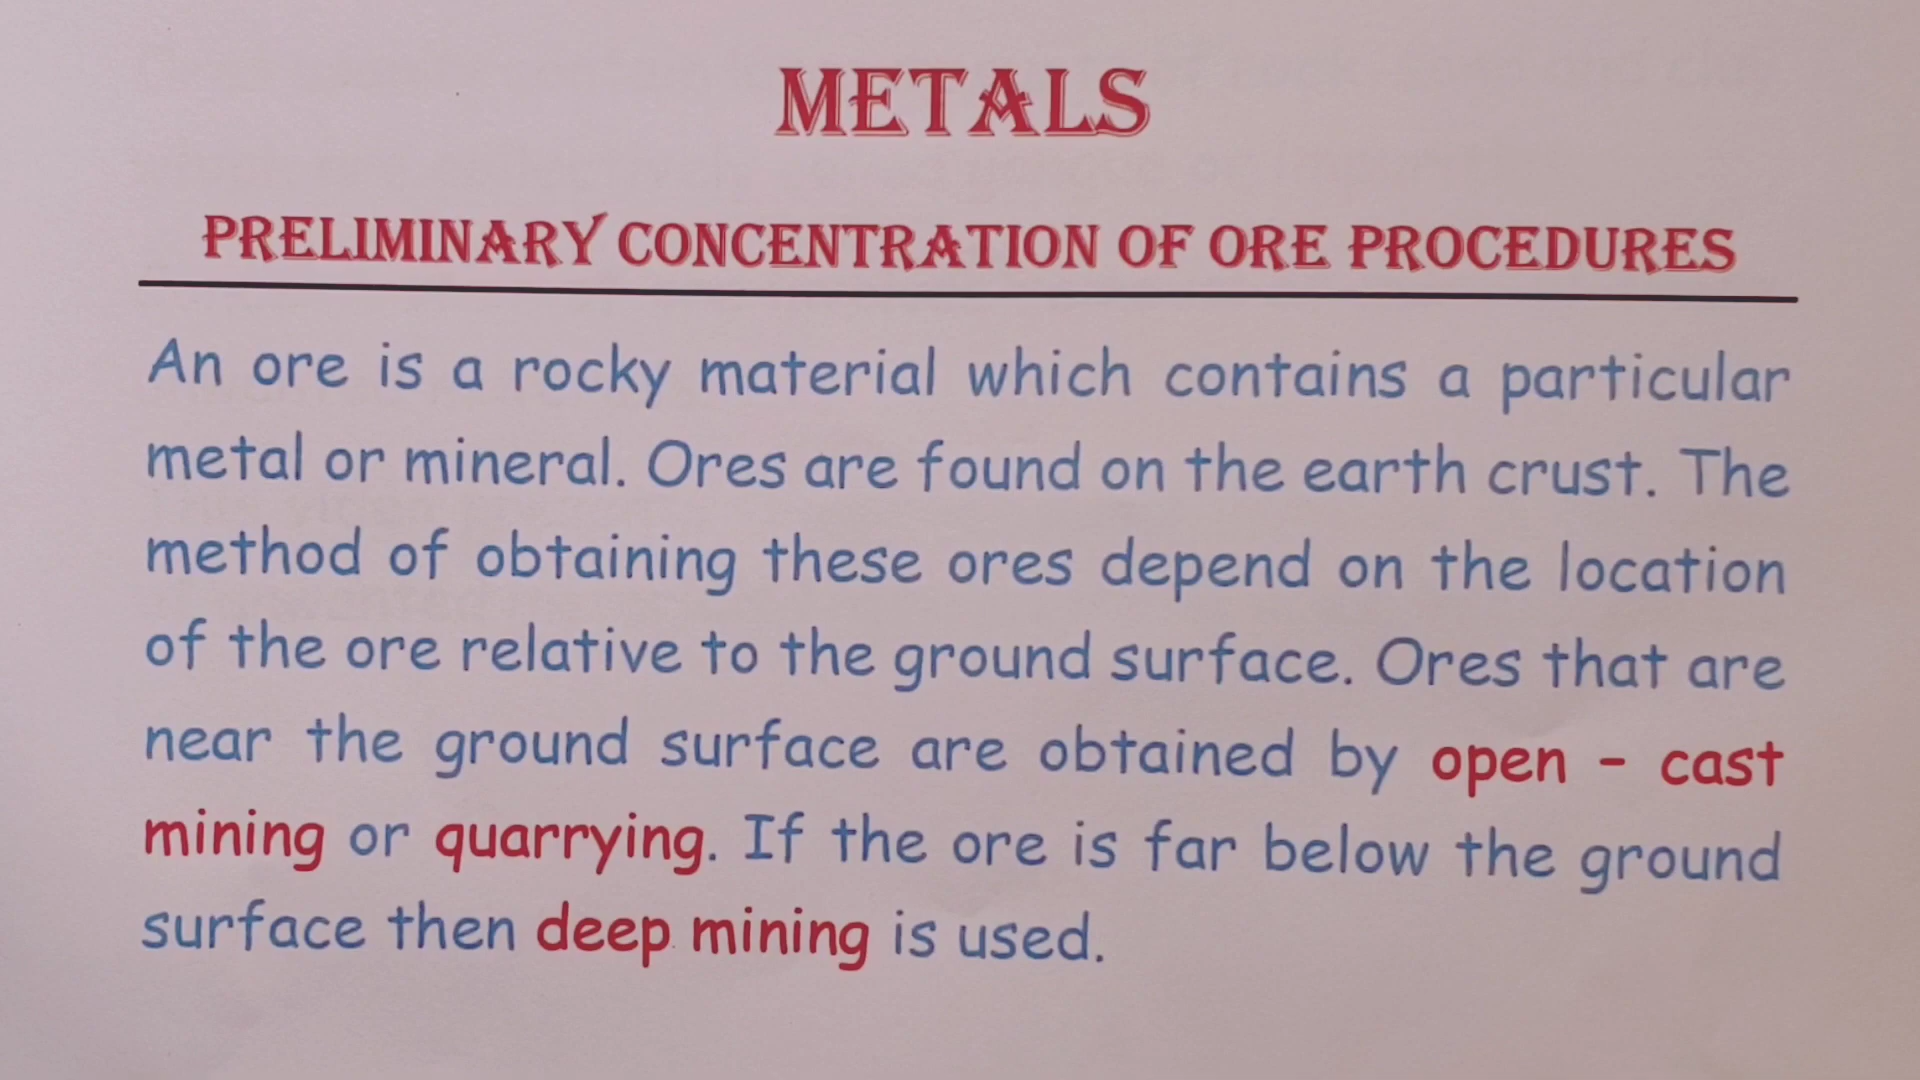 METALS
PRELIMINARY CONCENTRATION OF ORE PROCEDURES
An ore is a rocky material which contains a particular
metal or mineral. Ores are found on the earth crust. The
method of obtaining these ores depend on the location
of the ore relative to the ground surface. Ores that are
near the ground surface are obtained by open - cast
mining or quarrying. If the ore is far below the ground
surface then deep mining is used.